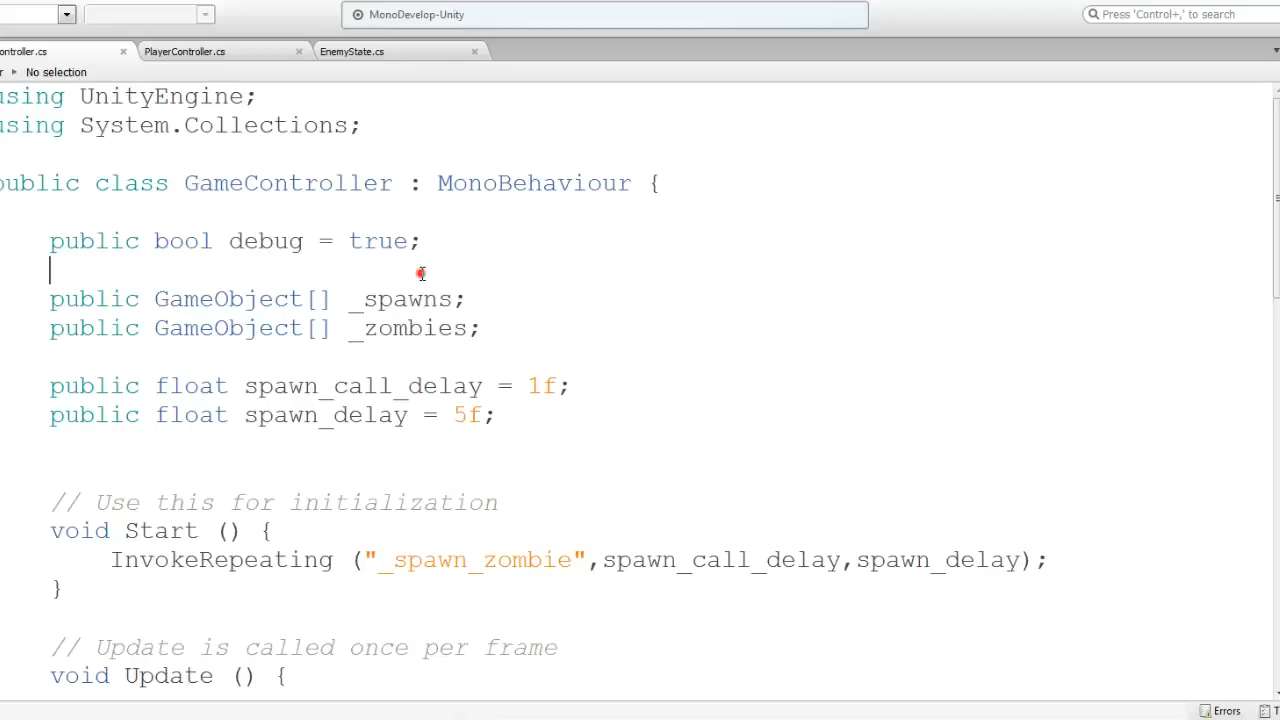 MonoDevelop-Unity
Press 'Control+,' to search
ontroller.cs
PlayerController.cs
EnemyState.cs
r ▸ No selection
using UnityEngine;
using System.Collections;
public class GameController : MonoBehaviour {
public bool debug = true;
public GameObject[] _spawns;
public GameObject[] _zombies;
public float spawn_call_delay = 1f;
public float spawn_delay = 5f;
// Use this for initialization
void Start () {
InvokeRepeating ("_spawn_zombie",spawn_call_delay,spawn_delay);
}
// Update is called once per frame
void Update () {
Errors
T